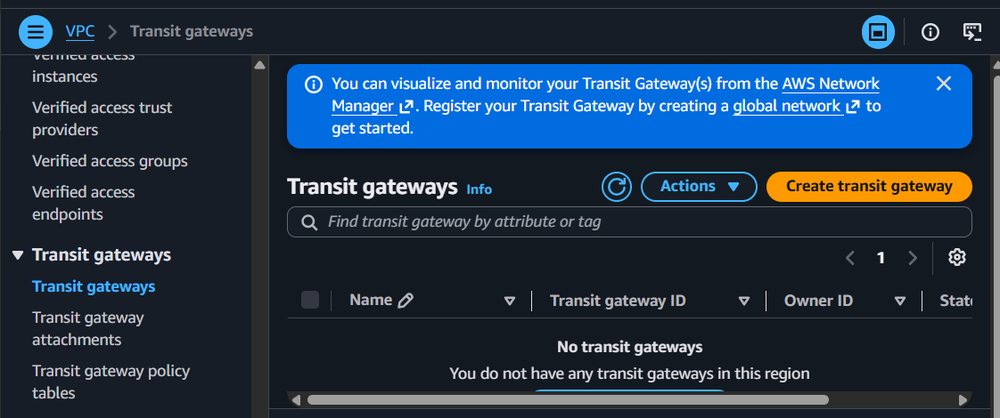 VPC > Transit gateways
Verified access
instances
Verified access trust
providers
Verified access groups
Verified access
endpoints
Transit gateways
Transit gateways
Transit gateway
attachments
Transit gateway policy
tables
You can visualize and monitor your Transit Gateway(s) from the AWS Network
Manager. Register your Transit Gateway by creating a global network to
get started.
Transit gateways Info
Actions
Create transit gateway
Find transit gateway by attribute or tag
1
Name Transit gateway ID Owner ID State
No transit gateways
You do not have any transit gateways in this region